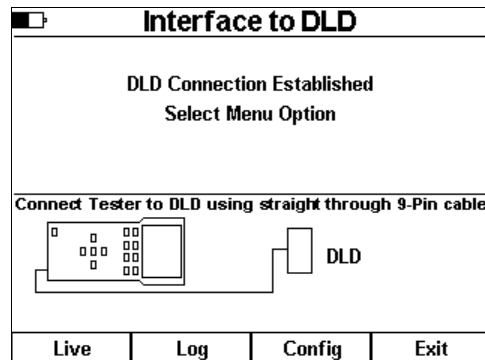 Interface to DLD
DLD Connection Established
Select Menu Option
Connect Tester to DLD using straight through 9-Pin cable
DLD
Live Log Config Exit